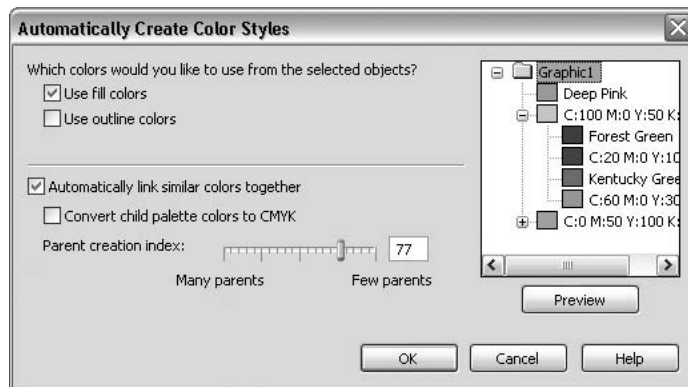 Automatically Create Color Styles
Which colors would you like to use from the selected objects?
Use fill colors
Use outline colors
Automatically link similar colors together
Convert child palette colors to CMYK
Parent creation index:
77
Many parents
Few parents
Graphic1
Deep Pink
C:100 M:0 Y:50 K:
Forest Green
C:20 M:0 Y:10
Kentucky Gree
C:60 M:0 Y:30
C:0 M:50 Y:100 K:
Preview
OK
Cancel
Help